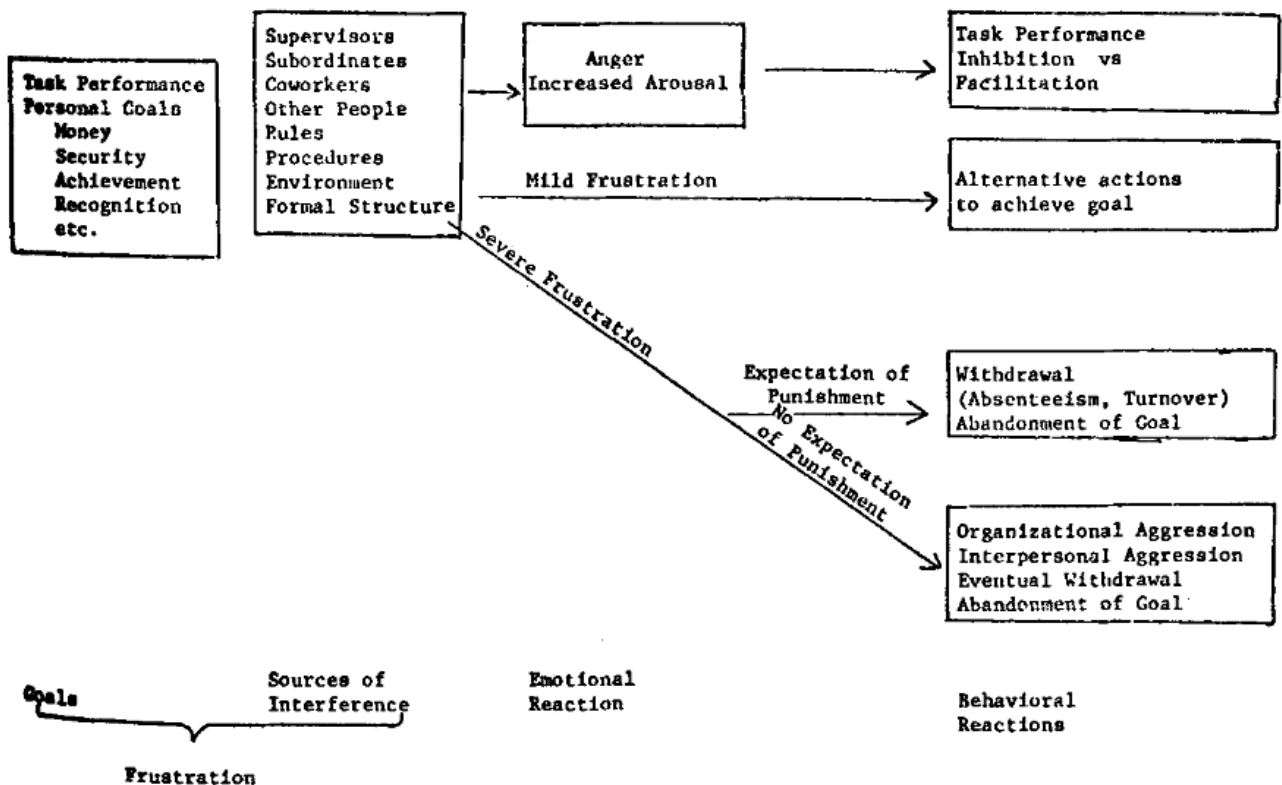 Task Performance
Personal Goals
Money
Security
Achievement
Recognition
etc.
Supervisors
Subordinates
Coworkers
Other People
Rules
Procedures
Environment
Formal Structure
Anger
Increased Arousal
Task Performance
Inhibition vs
Facilitation
Mild Frustration
Alternative actions
to achieve goal
Severe Frustration
Expectation of
Punishment
Withdrawal
(Absenteeism, Turnover)
Abandonment of Goal
No Expectation
of Punishment
Organizational Aggression
Interpersonal Aggression
Eventual Withdrawal
Abandonment of Goal
Goals
Sources of
Interference
Emotional
Reaction
Behavioral
Reactions
Frustration